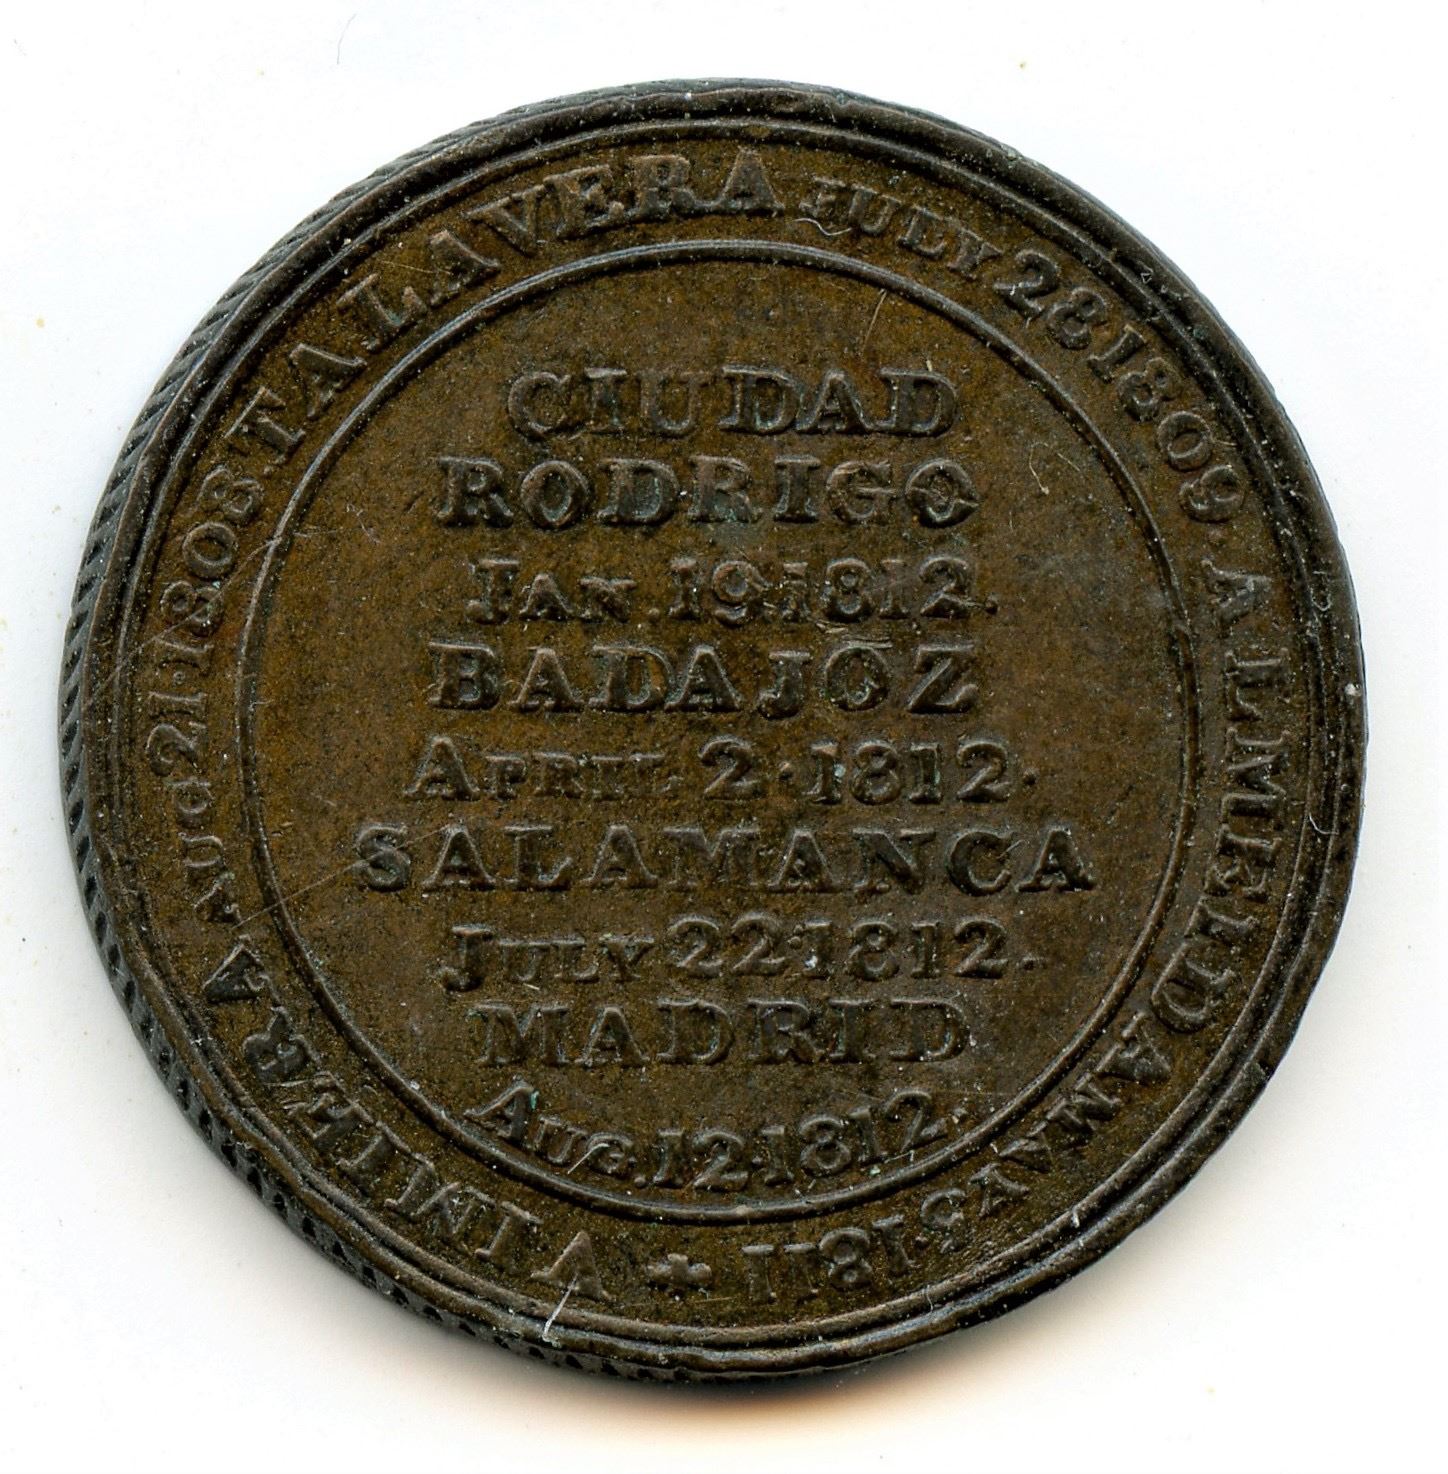 VIMIERA AUG 21·1808·TALAVERA JULY 28·1809·ALMEIDA MAY 5·1811
CIUDAD
RODRIGO
JAN. 19·1812.
BADAJOZ
APRIL 2·1812·
SALAMANCA
JULY 22·1812.
MADRID
AUG. 12·1812·